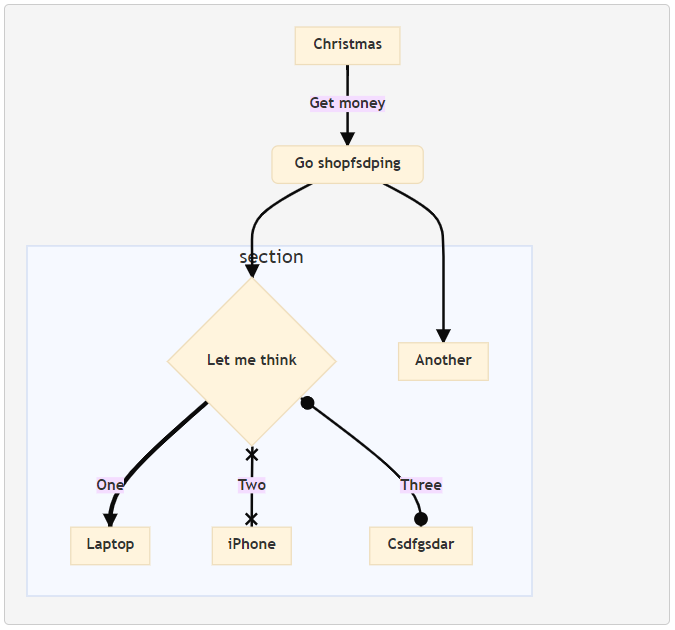 Christmas
Get money
Go shopfsdping
section
Let me think
Another
One
Two
Three
Laptop
iPhone
Csdfgsdar